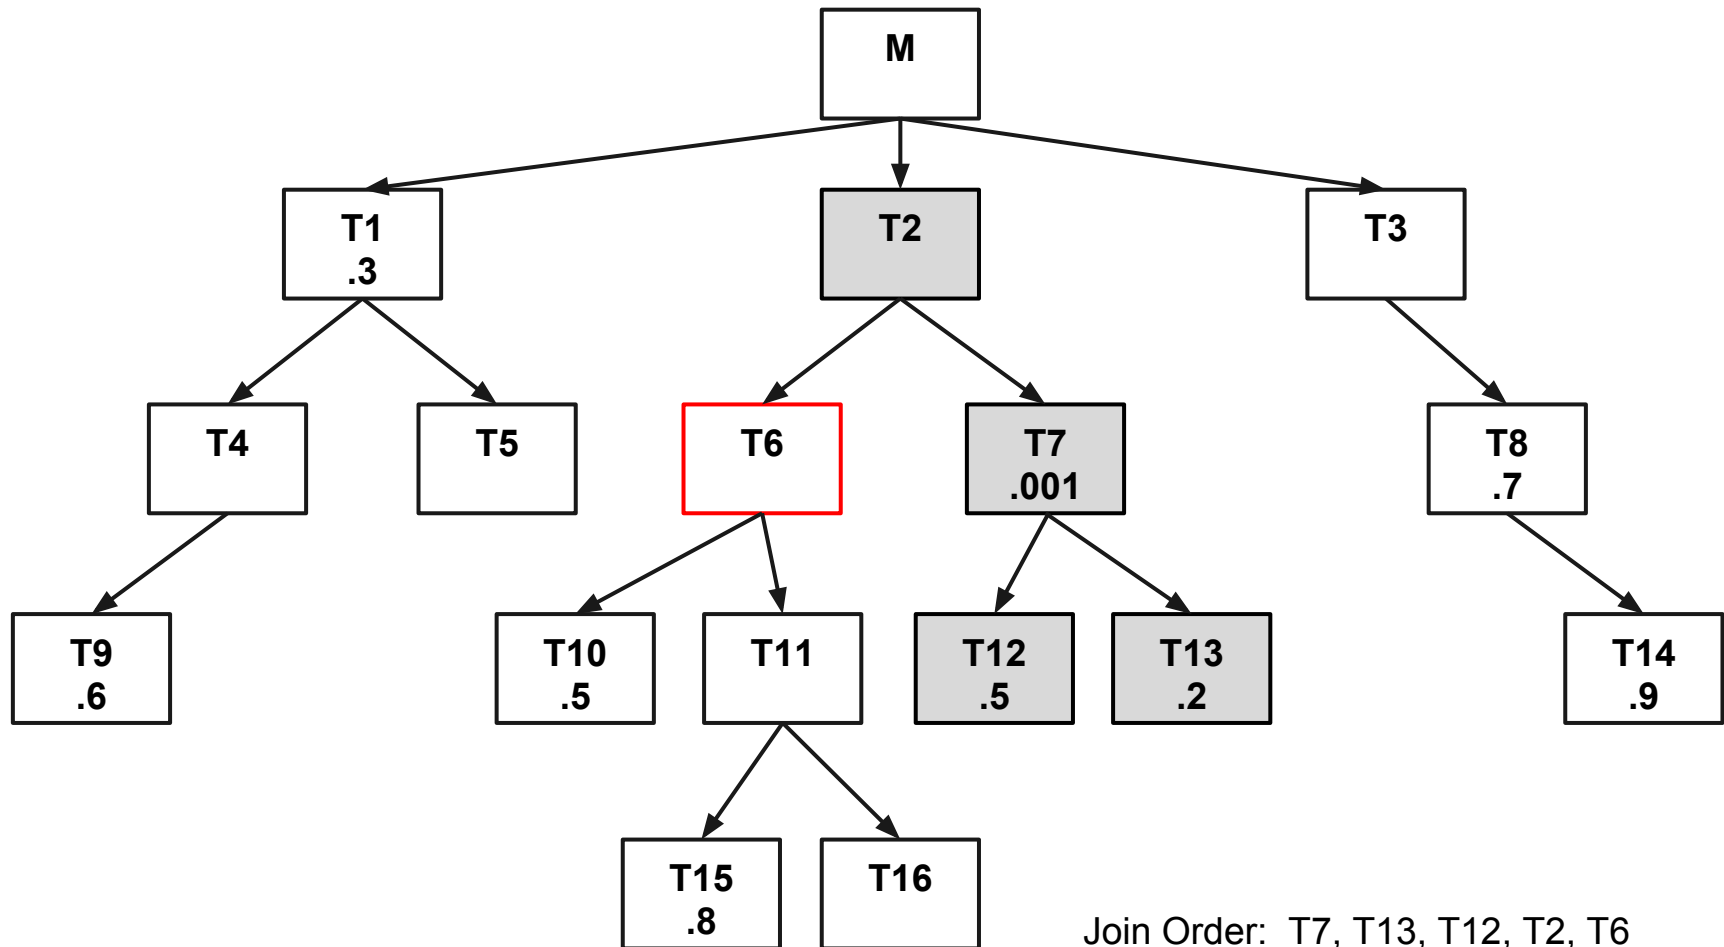 M
T1
.3
T2
T3
T4
T5
T6
T7
.001
T8
.7
T9
.6
T10
.5
T11
T12
.5
T13
.2
T14
.9
T15
.8
T16
Join Order: T7, T13, T12, T2, T6